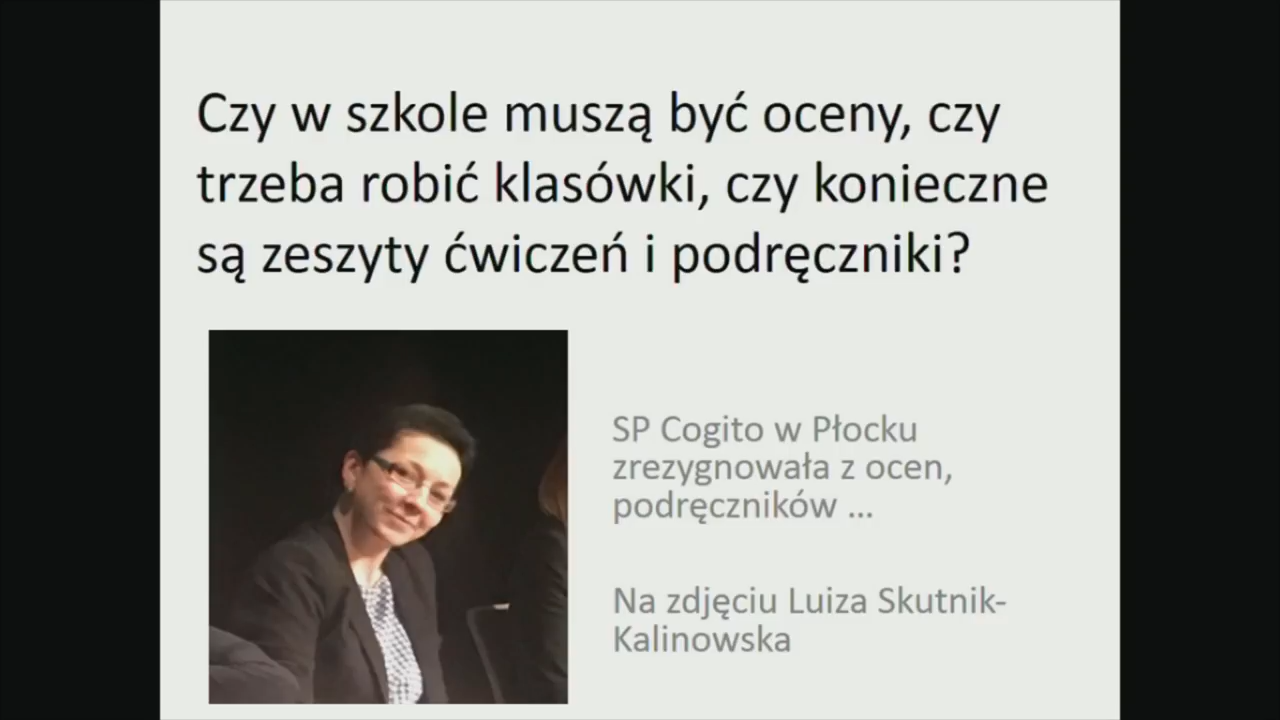 Czy w szkole muszą być oceny, czy
trzeba robić klasówki, czy konieczne
są zeszyty ćwiczeń i podręczniki?
SP Cogito w Płocku
zrezygnowała z ocen,
podręczników ...
Na zdjęciu Luiza Skutnik-
Kalinowska